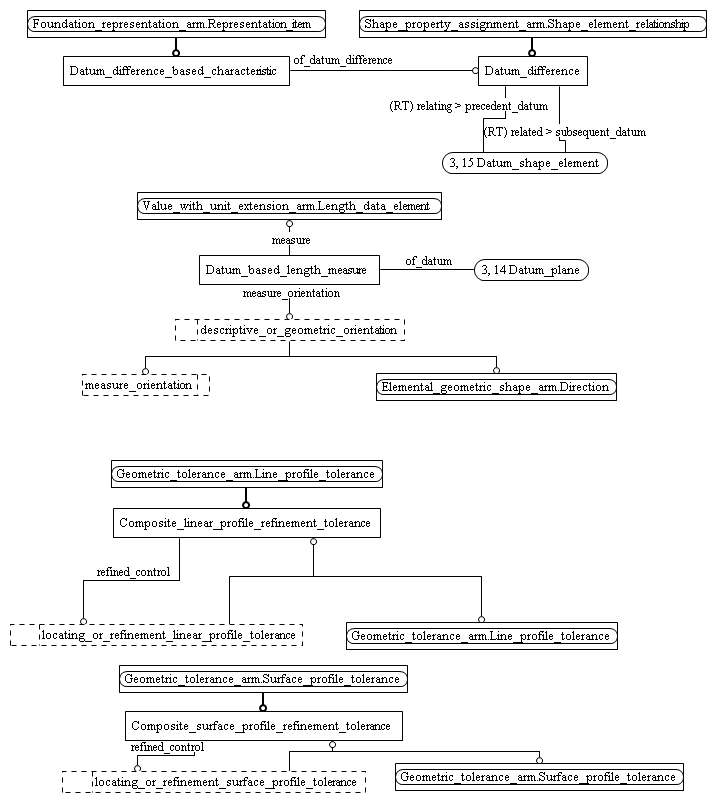 Foundation_representation_arm.Representation_item
Shape_property_assignment_arm.Shape_element_relationship
Datum_difference_based_characteristic
of_datum_difference
Datum_difference
(RT) relating > precedent_datum
(RT) related > subsequent_datum
3, 15 Datum_shape_element
Value_with_unit_extension_arm.Length_data_element
measure
Datum_based_length_measure
of_datum
3, 14 Datum_plane
measure_orientation
descriptive_or_geometric_orientation
measure_orientation
Elemental_geometric_shape_arm.Direction
Geometric_tolerance_arm.Line_profile_tolerance
Composite_linear_profile_refinement_tolerance
refined_control
locating_or_refinement_linear_profile_tolerance
Geometric_tolerance_arm.Line_profile_tolerance
Geometric_tolerance_arm.Surface_profile_tolerance
Composite_surface_profile_refinement_tolerance
refined_control
locating_or_refinement_surface_profile_tolerance
Geometric_tolerance_arm.Surface_profile_tolerance